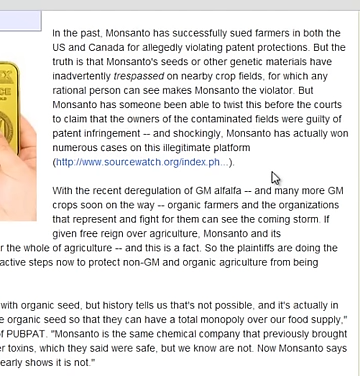 In the past, Monsanto has successfully sued farmers in both the
US and Canada for allegedly violating patent protections. But the
truth is that Monsanto's seeds or other genetic materials have
inadvertently trespassed on nearby crop fields, for which any
rational person can see makes Monsanto the violator. But
Monsanto has someone been able to twist this before the courts
to claim that the owners of the contaminated fields were guilty of
patent infringement -- and shockingly, Monsanto has actually won
numerous cases on this illegitimate platform
(http://www.sourcewatch.org/index.ph...).
With the recent deregulation of GM alfalfa -- and many more GM
crops soon on the way -- organic farmers and the organizations
that represent and fight for them can see the coming storm. If
given free reign over agriculture, Monsanto and its
r the whole of agriculture -- and this is a fact. So the plaintiffs are doing the
active steps now to protect non-GM and organic agriculture from being
with organic seed, but history tells us that's not possible, and it's actually in
e organic seed so that they can have a total monopoly over our food supply,"
of PUBPAT. "Monsanto is the same chemical company that previously brought
er toxins, which they said were safe, but we know are not. Now Monsanto says
early shows it is not."